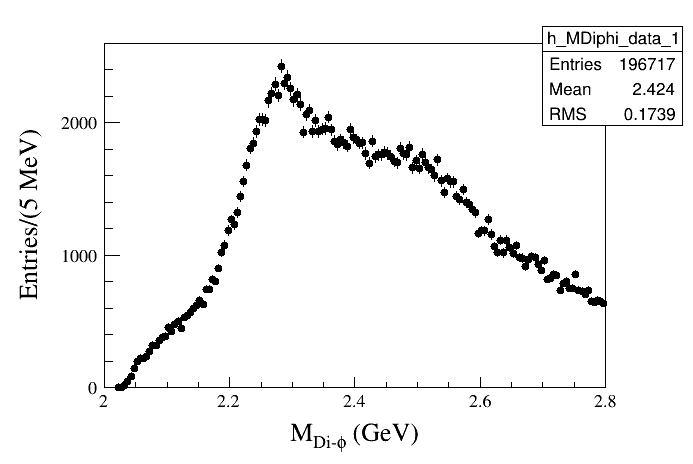 h_MDiphi_data_1
Entries 196717
Mean 2.424
RMS 0.1739
Entries/(5 MeV)
2000
1000
0
2 2.2 2.4 2.6 2.8
M_Di-ϕ (GeV)